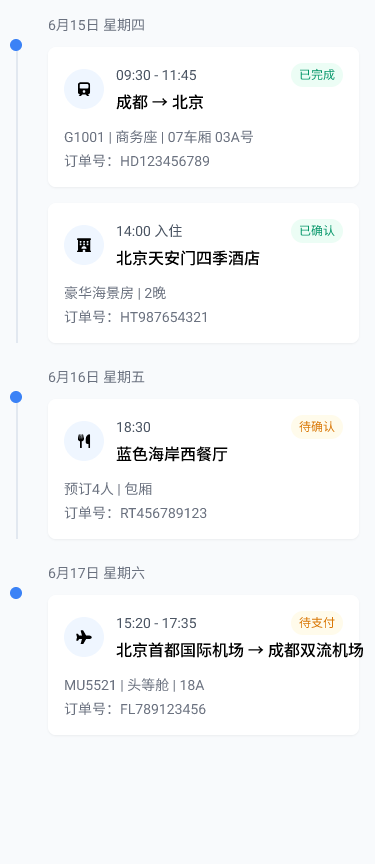 6月15日 星期四
09:30 - 11:45
已完成
成都 → 北京
G1001 | 商务座 | 07车厢 03A号
订单号：HD123456789
14:00 入住
已确认
北京天安门四季酒店
豪华海景房 | 2晚
订单号：HT987654321
6月16日 星期五
18:30
待确认
蓝色海岸西餐厅
预订4人 | 包厢
订单号：RT456789123
6月17日 星期六
15:20 - 17:35
待支付
北京首都国际机场 → 成都双流机场
MU5521 | 头等舱 | 18A
订单号：FL789123456